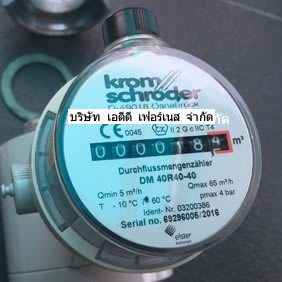 krom
schröder
D-49018 Osnabrück
บริษัท เอดีดี เฟอร์เนส จำกัด
CE 0045 Ex II 2 G c IIC T4
0000184 m³
Durchflussmengenzähler
DM 40R40-40
Qmin 5 m³/h Qmax 65 m³/h
T -10 °C / 60 °C pmax 4 bar
Ident- Nr. 03200386
Serial no. 69296006/2016
elster